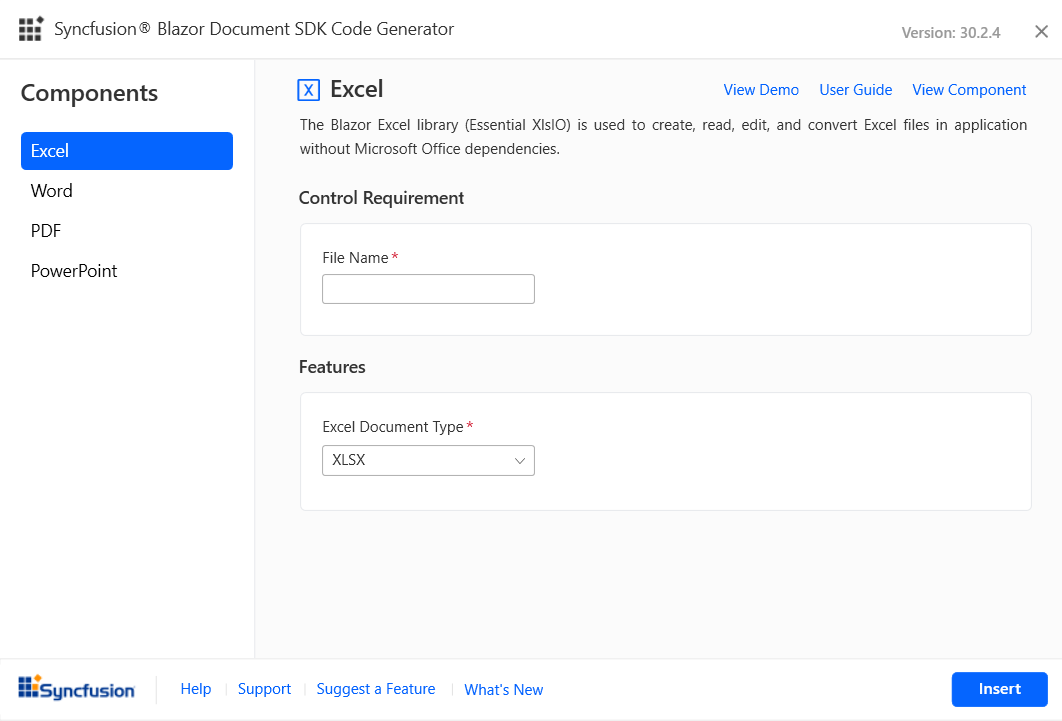 Syncfusion® Blazor Document SDK Code Generator
Version: 30.2.4
Components
Excel
Word
PDF
PowerPoint
X Excel
View Demo User Guide View Component
The Blazor Excel library (Essential XlsIO) is used to create, read, edit, and convert Excel files in application
without Microsoft Office dependencies.
Control Requirement
File Name*
Features
Excel Document Type*
XLSX
Syncfusion
Help Support Suggest a Feature What's New
Insert